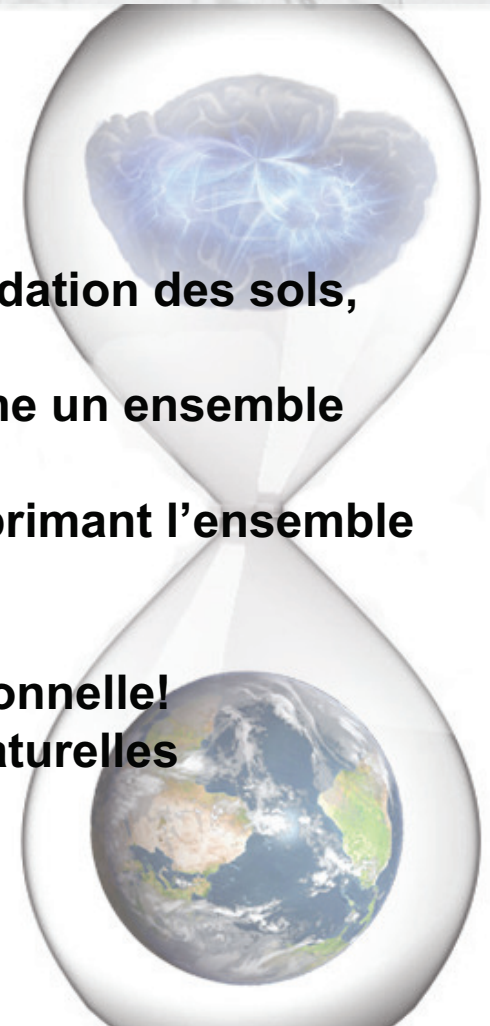 dation des sols,
ne un ensemble
primant l’ensemble
onnelle!
aturelles